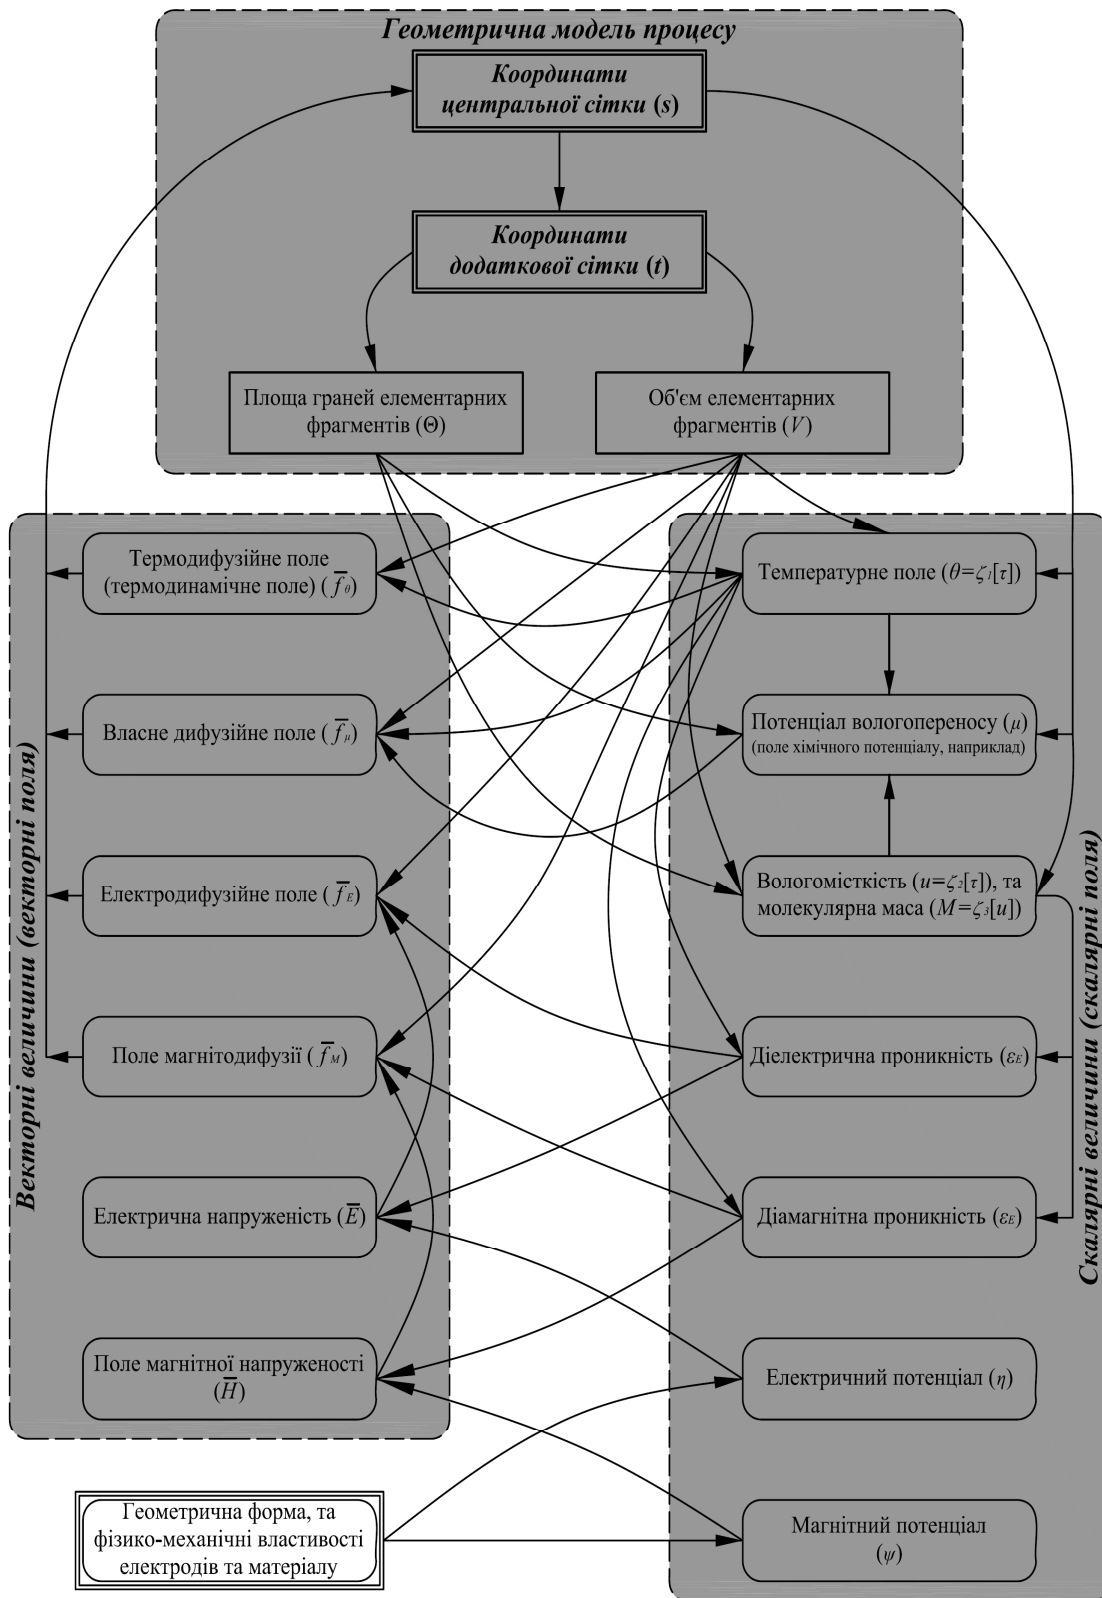 Геометрична модель процесу
Координати
центральної сітки (s)
Координати
додаткової сітки (t)
Площа граней елементарних
фрагментів (Θ)
Об'єм елементарних
фрагментів (V)
Векторні величини (векторні поля)
Термодифузійне поле
(термодинамічне поле) (f̅θ)
Власне дифузійне поле (f̅μ)
Електродифузійне поле (f̅E)
Поле магнітодифузії (f̅M)
Електрична напруженість (E̅)
Поле магнітної напруженості
(H̅)
Скалярні величини (скалярні поля)
Температурне поле (θ=ζ₁[τ])
Потенціал вологопереносу (μ)
(поле хімічного потенціалу, наприклад)
Вологомісткість (u=ζ₂[τ]), та
молекулярна маса (M=ζ₃[u])
Діелектрична проникність (εE)
Діамагнітна проникність (εE)
Електричний потенціал (η)
Магнітний потенціал
(ψ)
Геометрична форма, та
фізико-механічні властивості
електродів та матеріалу